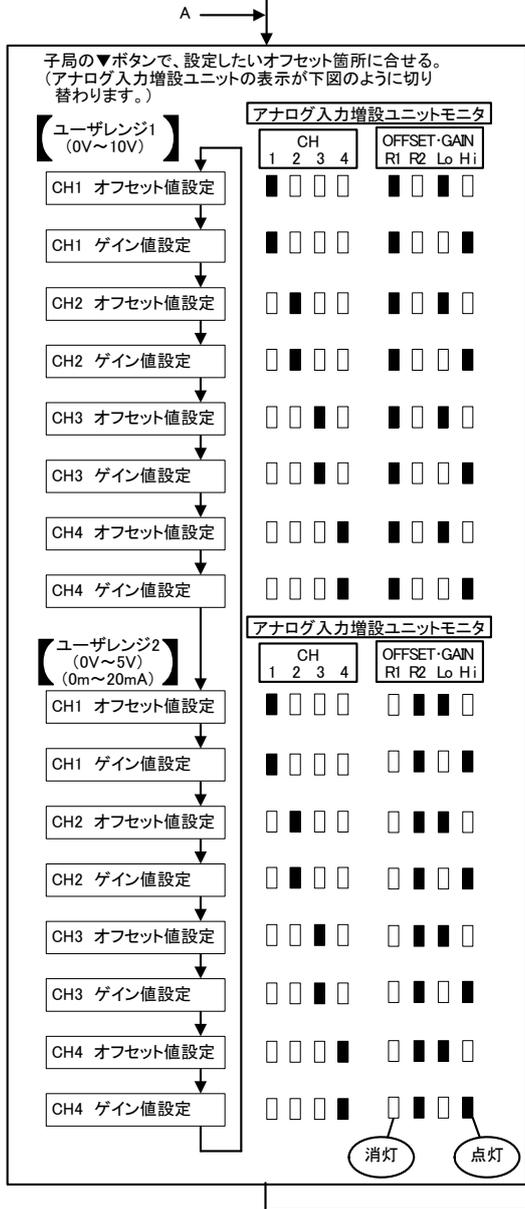 A
子局の▼ボタンで、設定したいオフセット箇所に合せる。
(アナログ入力増設ユニットの表示が下図のように切り
替わります。)
アナログ入力増設ユニットモニタ
【ユーザレンジ1
(0V～10V)】
CH
OFFSET・GAIN
1 2 3 4
R1 R2 Lo Hi
CH1 オフセット値設定
CH1 ゲイン値設定
CH2 オフセット値設定
CH2 ゲイン値設定
CH3 オフセット値設定
CH3 ゲイン値設定
CH4 オフセット値設定
CH4 ゲイン値設定
アナログ入力増設ユニットモニタ
【ユーザレンジ2
(0V～5V)
(0m～20mA)】
CH
OFFSET・GAIN
1 2 3 4
R1 R2 Lo Hi
CH1 オフセット値設定
CH1 ゲイン値設定
CH2 オフセット値設定
CH2 ゲイン値設定
CH3 オフセット値設定
CH3 ゲイン値設定
CH4 オフセット値設定
CH4 ゲイン値設定
消灯
点灯